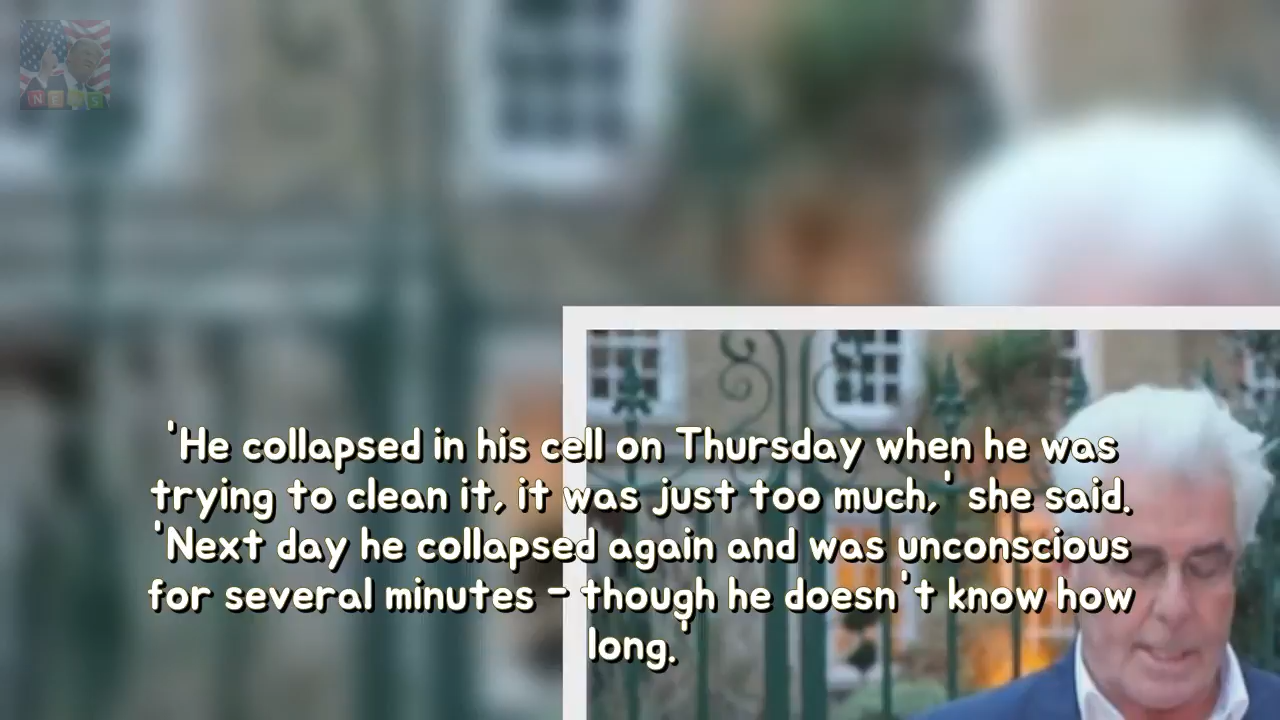 NEWS
'He collapsed in his cell on Thursday when he was
trying to clean it, it was just too much,' she said.
'Next day he collapsed again and was unconscious
for several minutes - though he doesn't know how
long.'